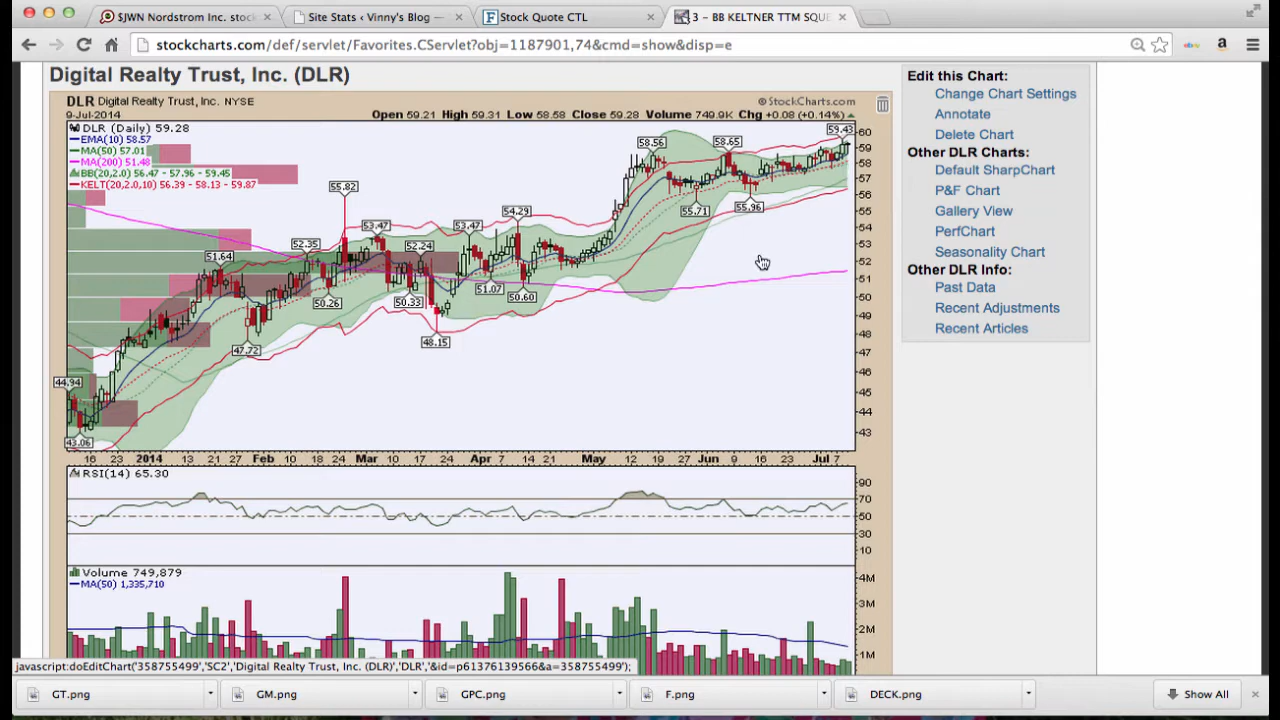 $JWN Nordstrom Inc. stoc
Site Stats ‹ Vinny's Blog —
Stock Quote CTL
3 – BB KELTNER TTM SQUE
stockcharts.com/def/servlet/Favorites.CServlet?obj=1187901,74&cmd=show&disp=e
Digital Realty Trust, Inc. (DLR)
DLR Digital Realty Trust, Inc. NYSE
© StockCharts.com
9-Jul-2014
Open 59.21 High 59.31 Low 58.58 Close 59.28 Volume 749.9K Chg +0.08 (+0.14%)
DLR (Daily) 59.28
EMA(10) 58.57
MA(50) 57.01
MA(200) 51.48
BB(20,2.0) 56.47 - 57.96 - 59.45
KELT(20,2.0,10) 56.39 - 58.13 - 59.87
44.94
43.06
51.64
47.72
52.35
50.26
55.82
53.47
50.33
52.24
48.15
53.47
51.07
54.29
50.60
58.56
55.71
58.65
55.96
59.43
60
59
58
57
56
55
54
53
52
51
50
49
48
47
46
45
44
43
16 23 2014 13 21 27 Feb 10 18 24 Mar 10 17 24 Apr 14 21 May 12 19 27 Jun 9 16 23 Jul 7
RSI(14) 65.30
90
70
50
30
10
Volume 749,879
MA(50) 1,335,710
4M
3M
2M
1M
Edit this Chart:
Change Chart Settings
Annotate
Delete Chart
Other DLR Charts:
Default SharpChart
P&F Chart
Gallery View
PerfChart
Seasonality Chart
Other DLR Info:
Past Data
Recent Adjustments
Recent Articles
javascript:doEditChart('358755499','SC2','Digital Realty Trust, Inc. (DLR)','DLR','&id=p61376139566&a=358755499');
GT.png
GM.png
GPC.png
F.png
DECK.png
Show All